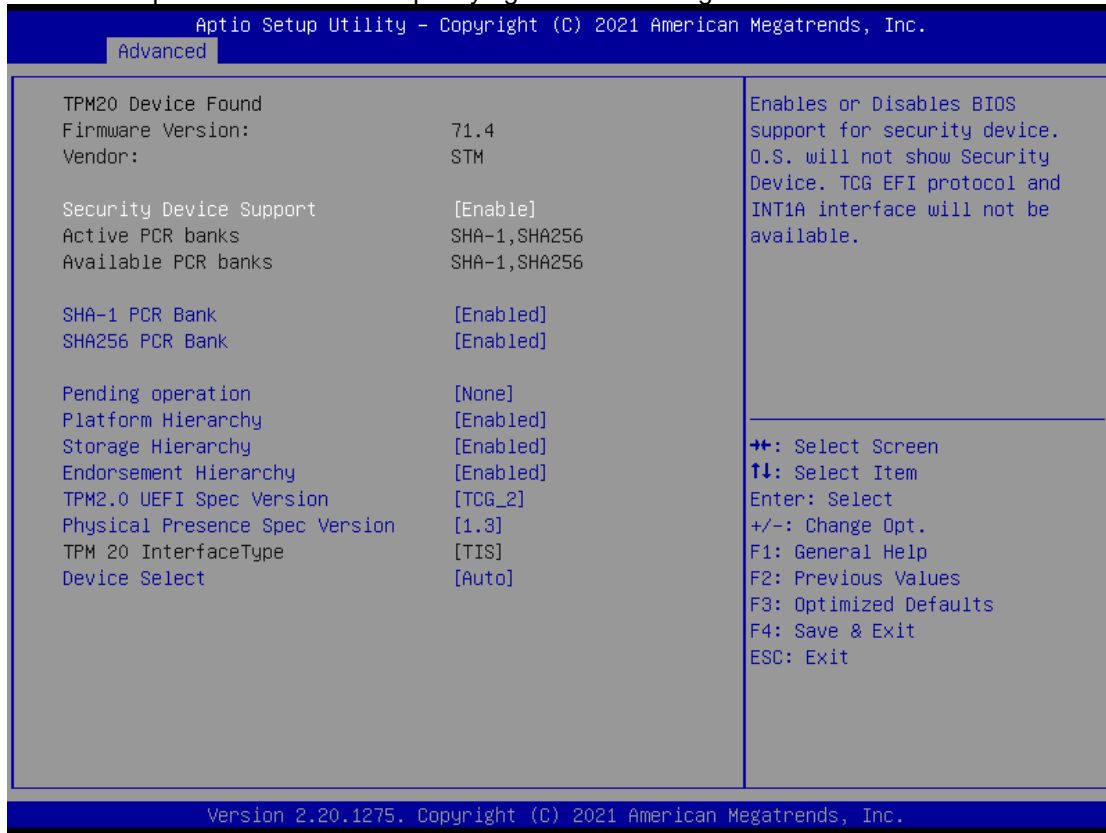 Aptio Setup Utility – Copyright (C) 2021 American Megatrends, Inc.
Advanced
TPM20 Device Found
Firmware Version: 71.4
Vendor: STM
Security Device Support [Enable]
Active PCR banks SHA-1,SHA256
Available PCR banks SHA-1,SHA256
SHA-1 PCR Bank [Enabled]
SHA256 PCR Bank [Enabled]
Pending operation [None]
Platform Hierarchy [Enabled]
Storage Hierarchy [Enabled]
Endorsement Hierarchy [Enabled]
TPM2.0 UEFI Spec Version [TCG_2]
Physical Presence Spec Version [1.3]
TPM 20 InterfaceType [TIS]
Device Select [Auto]
Enables or Disables BIOS
support for security device.
O.S. will not show Security
Device. TCG EFI protocol and
INT1A interface will not be
available.
→←: Select Screen
↑↓: Select Item
Enter: Select
+/-: Change Opt.
F1: General Help
F2: Previous Values
F3: Optimized Defaults
F4: Save & Exit
ESC: Exit
Version 2.20.1275. Copyright (C) 2021 American Megatrends, Inc.